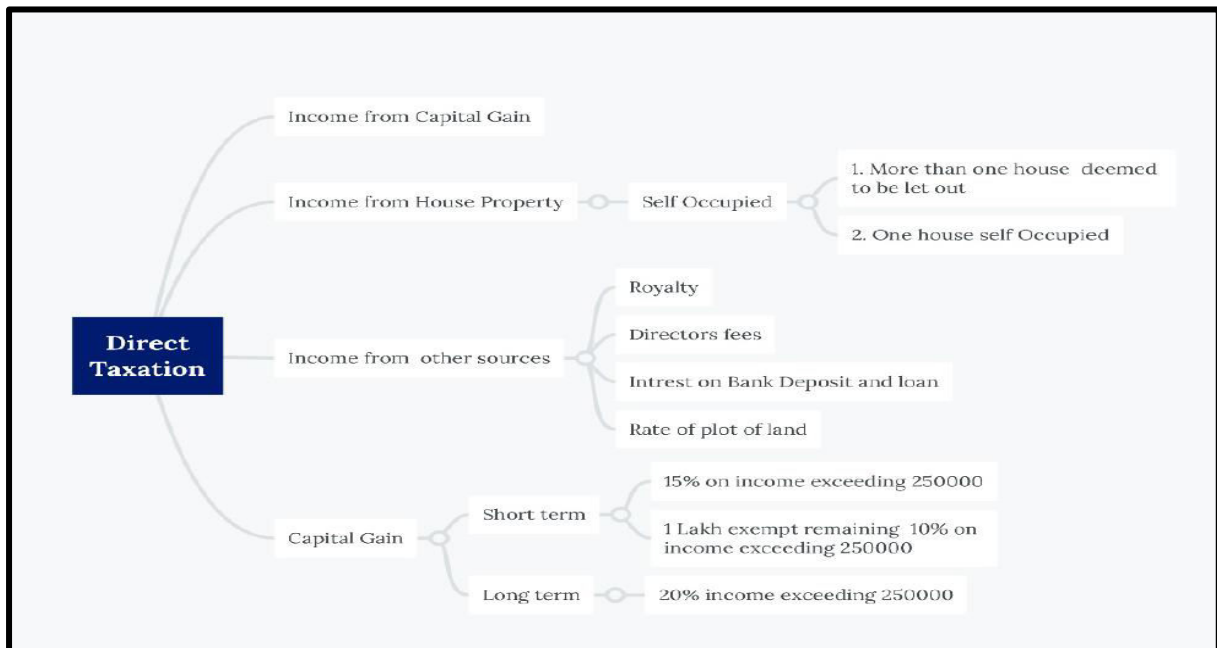 Income from Capital Gain
Income from House Property
Self Occupied
1. More than one house deemed
to be let out
2. One house self Occupied
Direct
Taxation
Income from other sources
Royalty
Directors fees
Intrest on Bank Deposit and loan
Rate of plot of land
Capital Gain
Short term
15% on income exceeding 250000
1 Lakh exempt remaining 10% on
income exceeding 250000
Long term
20% income exceeding 250000